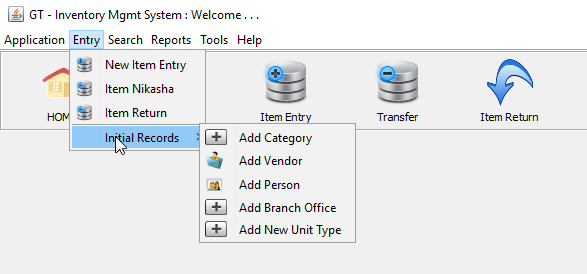 GT - Inventory Mgmt System : Welcome . . .
Application Entry Search Reports Tools Help
New Item Entry
Item Nikasha
Item Return
Initial Records
Item Entry Transfer Item Return
Add Category
Add Vendor
Add Person
Add Branch Office
Add New Unit Type